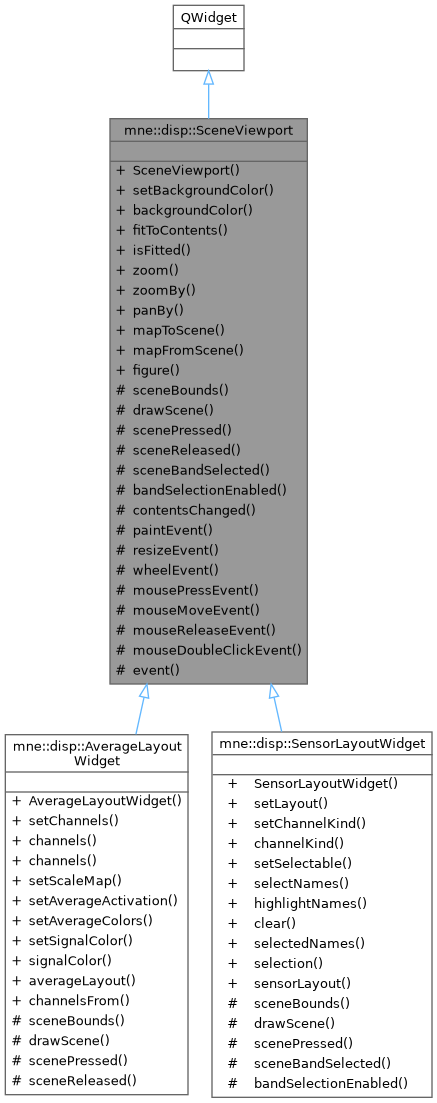 QWidget
mne::disp::SceneViewport
+ SceneViewport()
+ setBackgroundColor()
+ backgroundColor()
+ fitToContents()
+ isFitted()
+ zoom()
+ zoomBy()
+ panBy()
+ mapToScene()
+ mapFromScene()
+ figure()
# sceneBounds()
# drawScene()
# scenePressed()
# sceneReleased()
# sceneBandSelected()
# bandSelectionEnabled()
# contentsChanged()
# paintEvent()
# resizeEvent()
# wheelEvent()
# mousePressEvent()
# mouseMoveEvent()
# mouseReleaseEvent()
# mouseDoubleClickEvent()
# event()
mne::disp::AverageLayout
Widget
+ AverageLayoutWidget()
+ setChannels()
+ channels()
+ channels()
+ setScaleMap()
+ setAverageActivation()
+ setAverageColors()
+ setSignalColor()
+ signalColor()
+ averageLayout()
+ channelsFrom()
# sceneBounds()
# drawScene()
# scenePressed()
# sceneReleased()
mne::disp::SensorLayoutWidget
+ SensorLayoutWidget()
+ setLayout()
+ setChannelKind()
+ channelKind()
+ setSelectable()
+ selectNames()
+ highlightNames()
+ clear()
+ selectedNames()
+ selection()
+ sensorLayout()
# sceneBounds()
# drawScene()
# scenePressed()
# sceneBandSelected()
# bandSelectionEnabled()